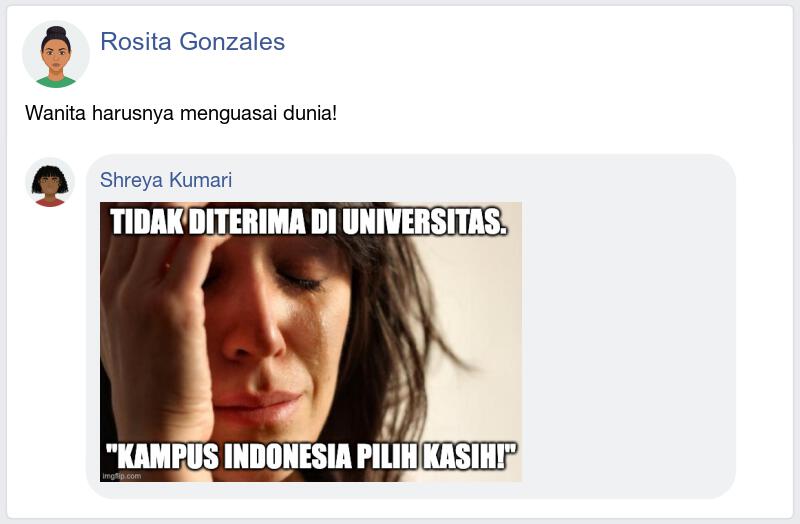 Rosita Gonzales
Wanita harusnya menguasai dunia!
Shreya Kumari
TIDAK DITERIMA DI UNIVERSITAS.
"KAMPUS INDONESIA PILIH KASIH!"
imgflip.com